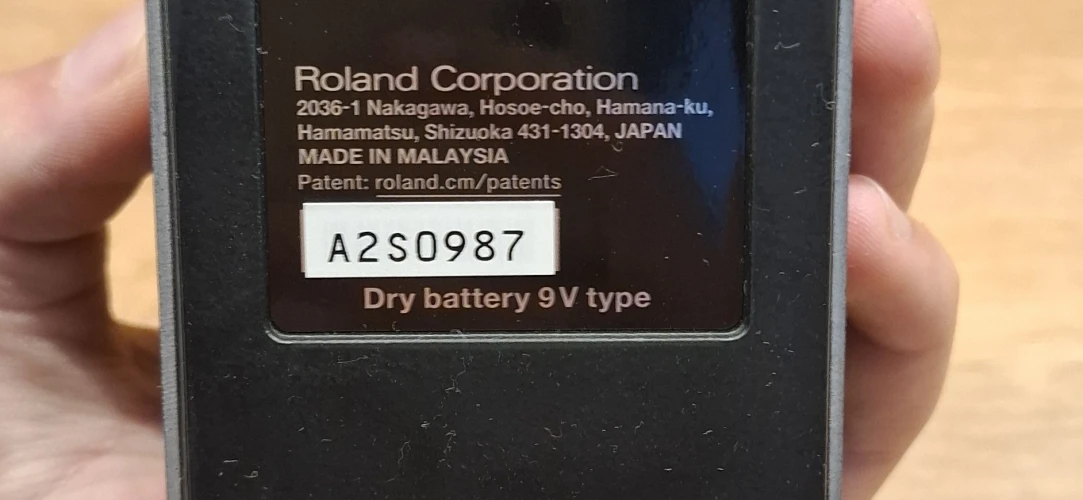 Roland Corporation
2036-1 Nakagawa, Hosoe-cho, Hamana-ku,
Hamamatsu, Shizuoka 431-1304, JAPAN
MADE IN MALAYSIA
Patent: roland.cm/patents
A2S0987
Dry battery 9V type